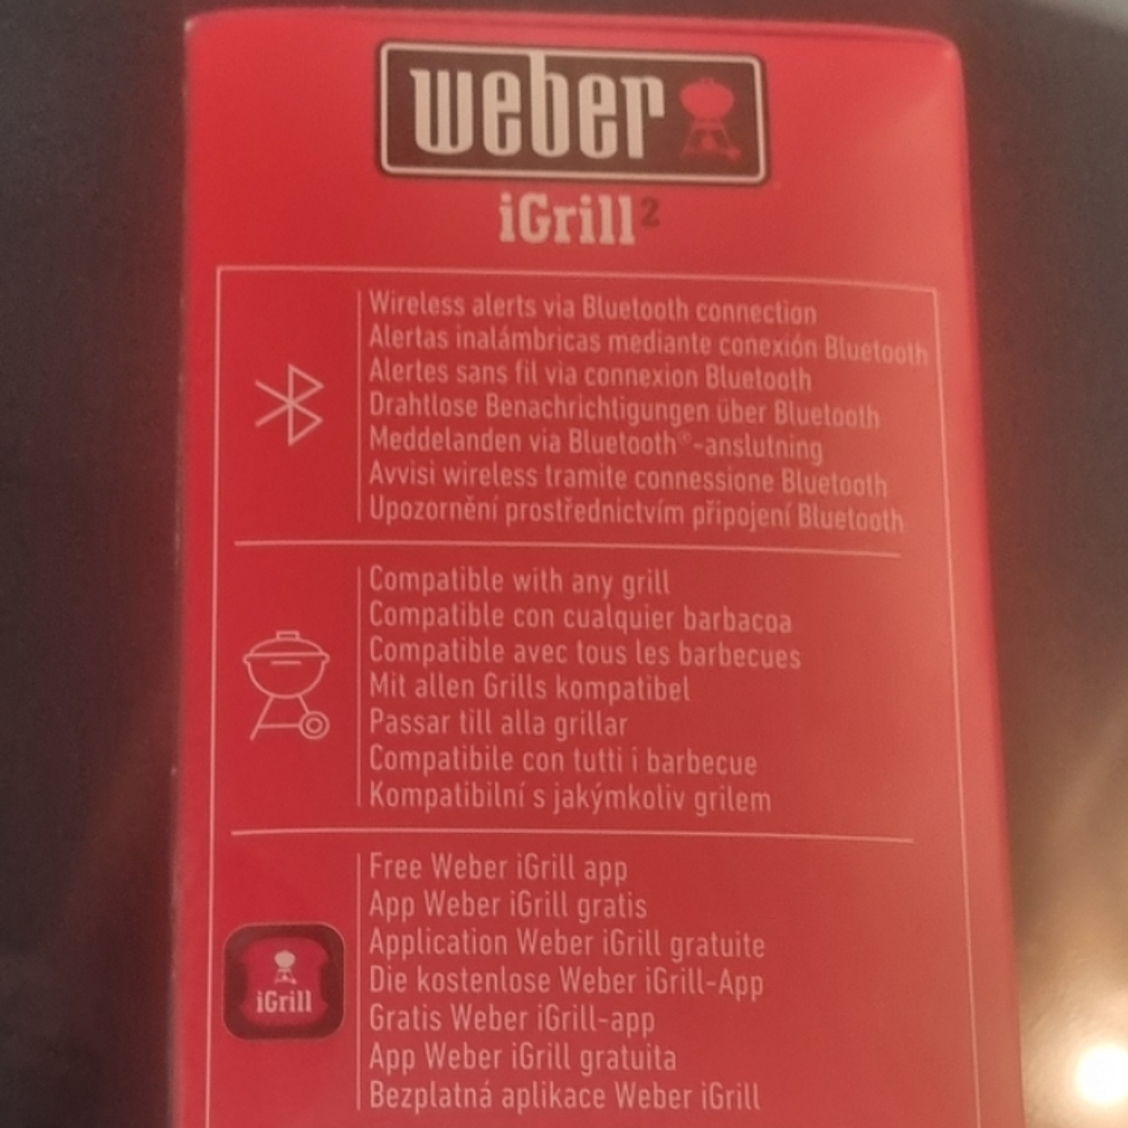 weber
iGrill²
Wireless alerts via Bluetooth connection
Alertas inalámbricas mediante conexión Bluetooth
Alertes sans fil via connexion Bluetooth
Drahtlose Benachrichtigungen über Bluetooth
Meddelanden via Bluetooth®-anslutning
Avvisi wireless tramite connessione Bluetooth
Upozornění prostřednictvím připojení Bluetooth
Compatible with any grill
Compatible con cualquier barbacoa
Compatible avec tous les barbecues
Mit allen Grills kompatibel
Passar till alla grillar
Compatibile con tutti i barbecue
Kompatibilní s jakýmkoliv grilem
Free Weber iGrill app
App Weber iGrill gratis
Application Weber iGrill gratuite
Die kostenlose Weber iGrill-App
Gratis Weber iGrill-app
App Weber iGrill gratuita
Bezplatná aplikace Weber iGrill
iGrill